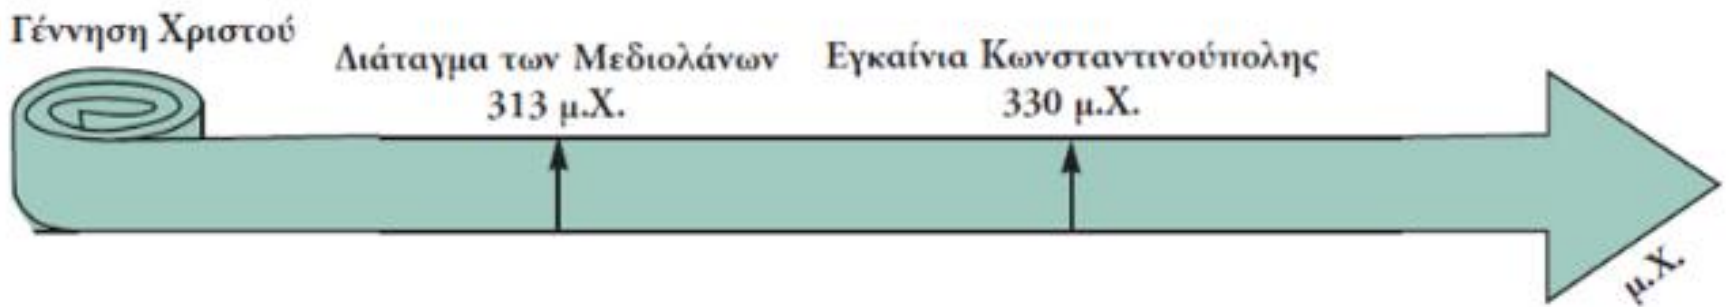 Γέννηση Χριστού
Διάταγμα των Μεδιολάνων
313 μ.Χ.
Εγκαίνια Κωνσταντινούπολης
330 μ.Χ.
μ.Χ.